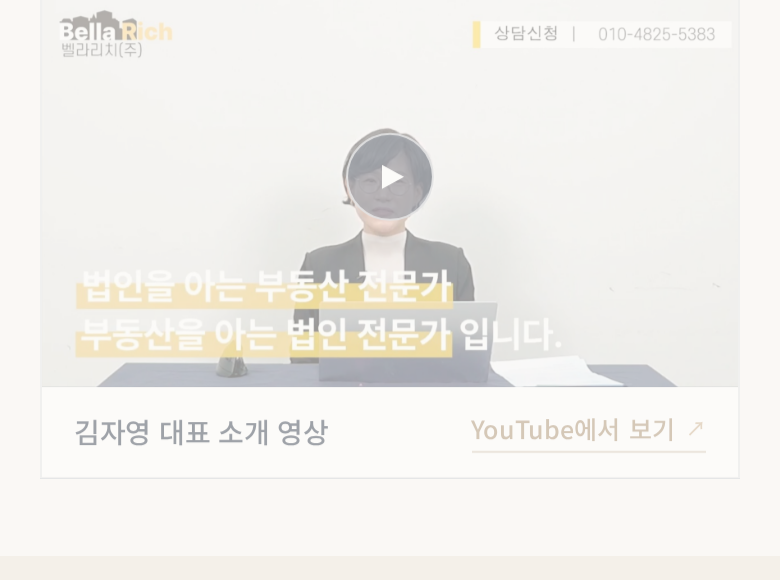 Bella Rich
벨라리치(주)
상담신청 | 010-4825-5383
법인을 아는 부동산 전문가
부동산을 아는 법인 전문가 입니다.
김자영 대표 소개 영상
YouTube에서 보기 ↗